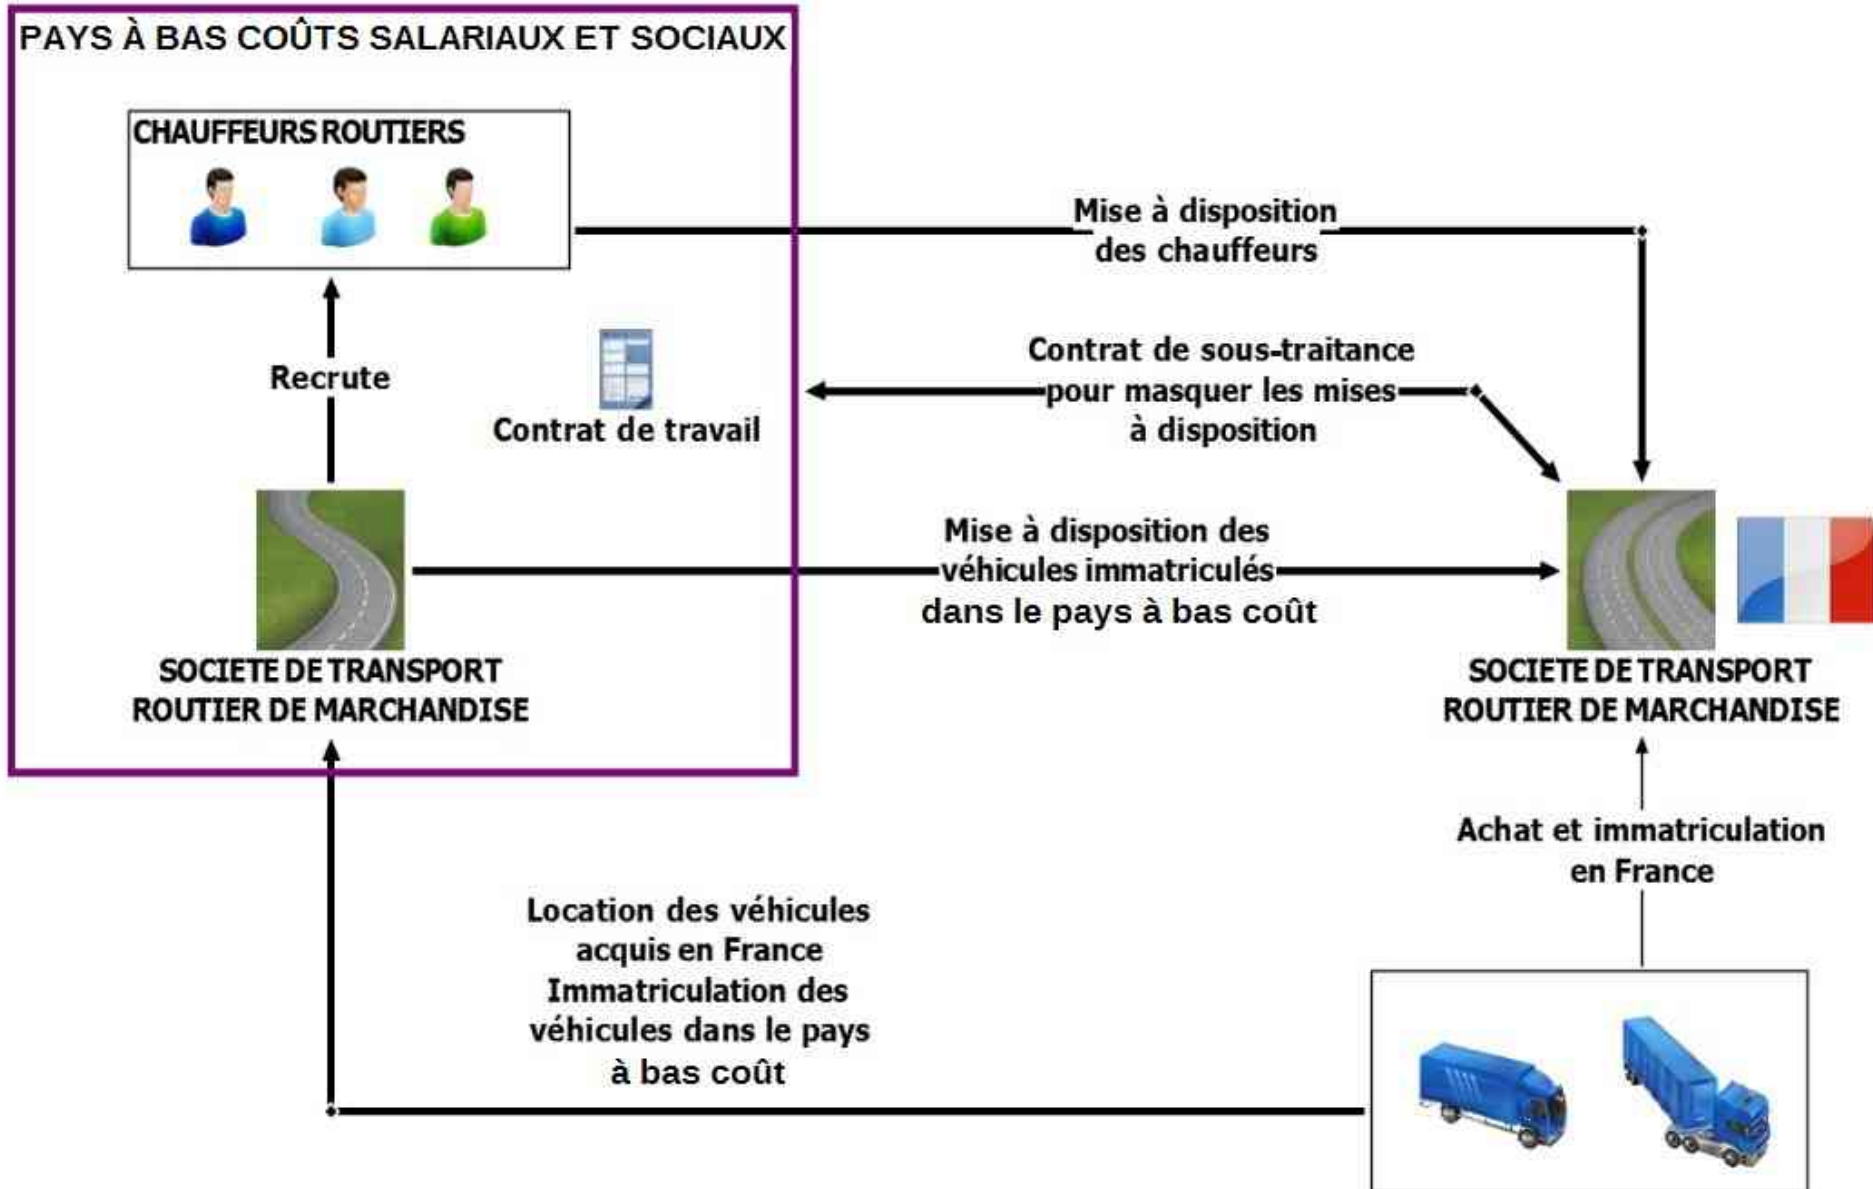 PAYS À BAS COÛTS SALARIAUX ET SOCIAUX
CHAUFFEURS ROUTIERS
Mise à disposition
des chauffeurs
Recrute
Contrat de travail
Contrat de sous-traitance
pour masquer les mises
à disposition
Mise à disposition des
véhicules immatriculés
dans le pays à bas coût
SOCIETE DE TRANSPORT
ROUTIER DE MARCHANDISE
SOCIETE DE TRANSPORT
ROUTIER DE MARCHANDISE
Achat et immatriculation
en France
Location des véhicules
acquis en France
Immatriculation des
véhicules dans le pays
à bas coût